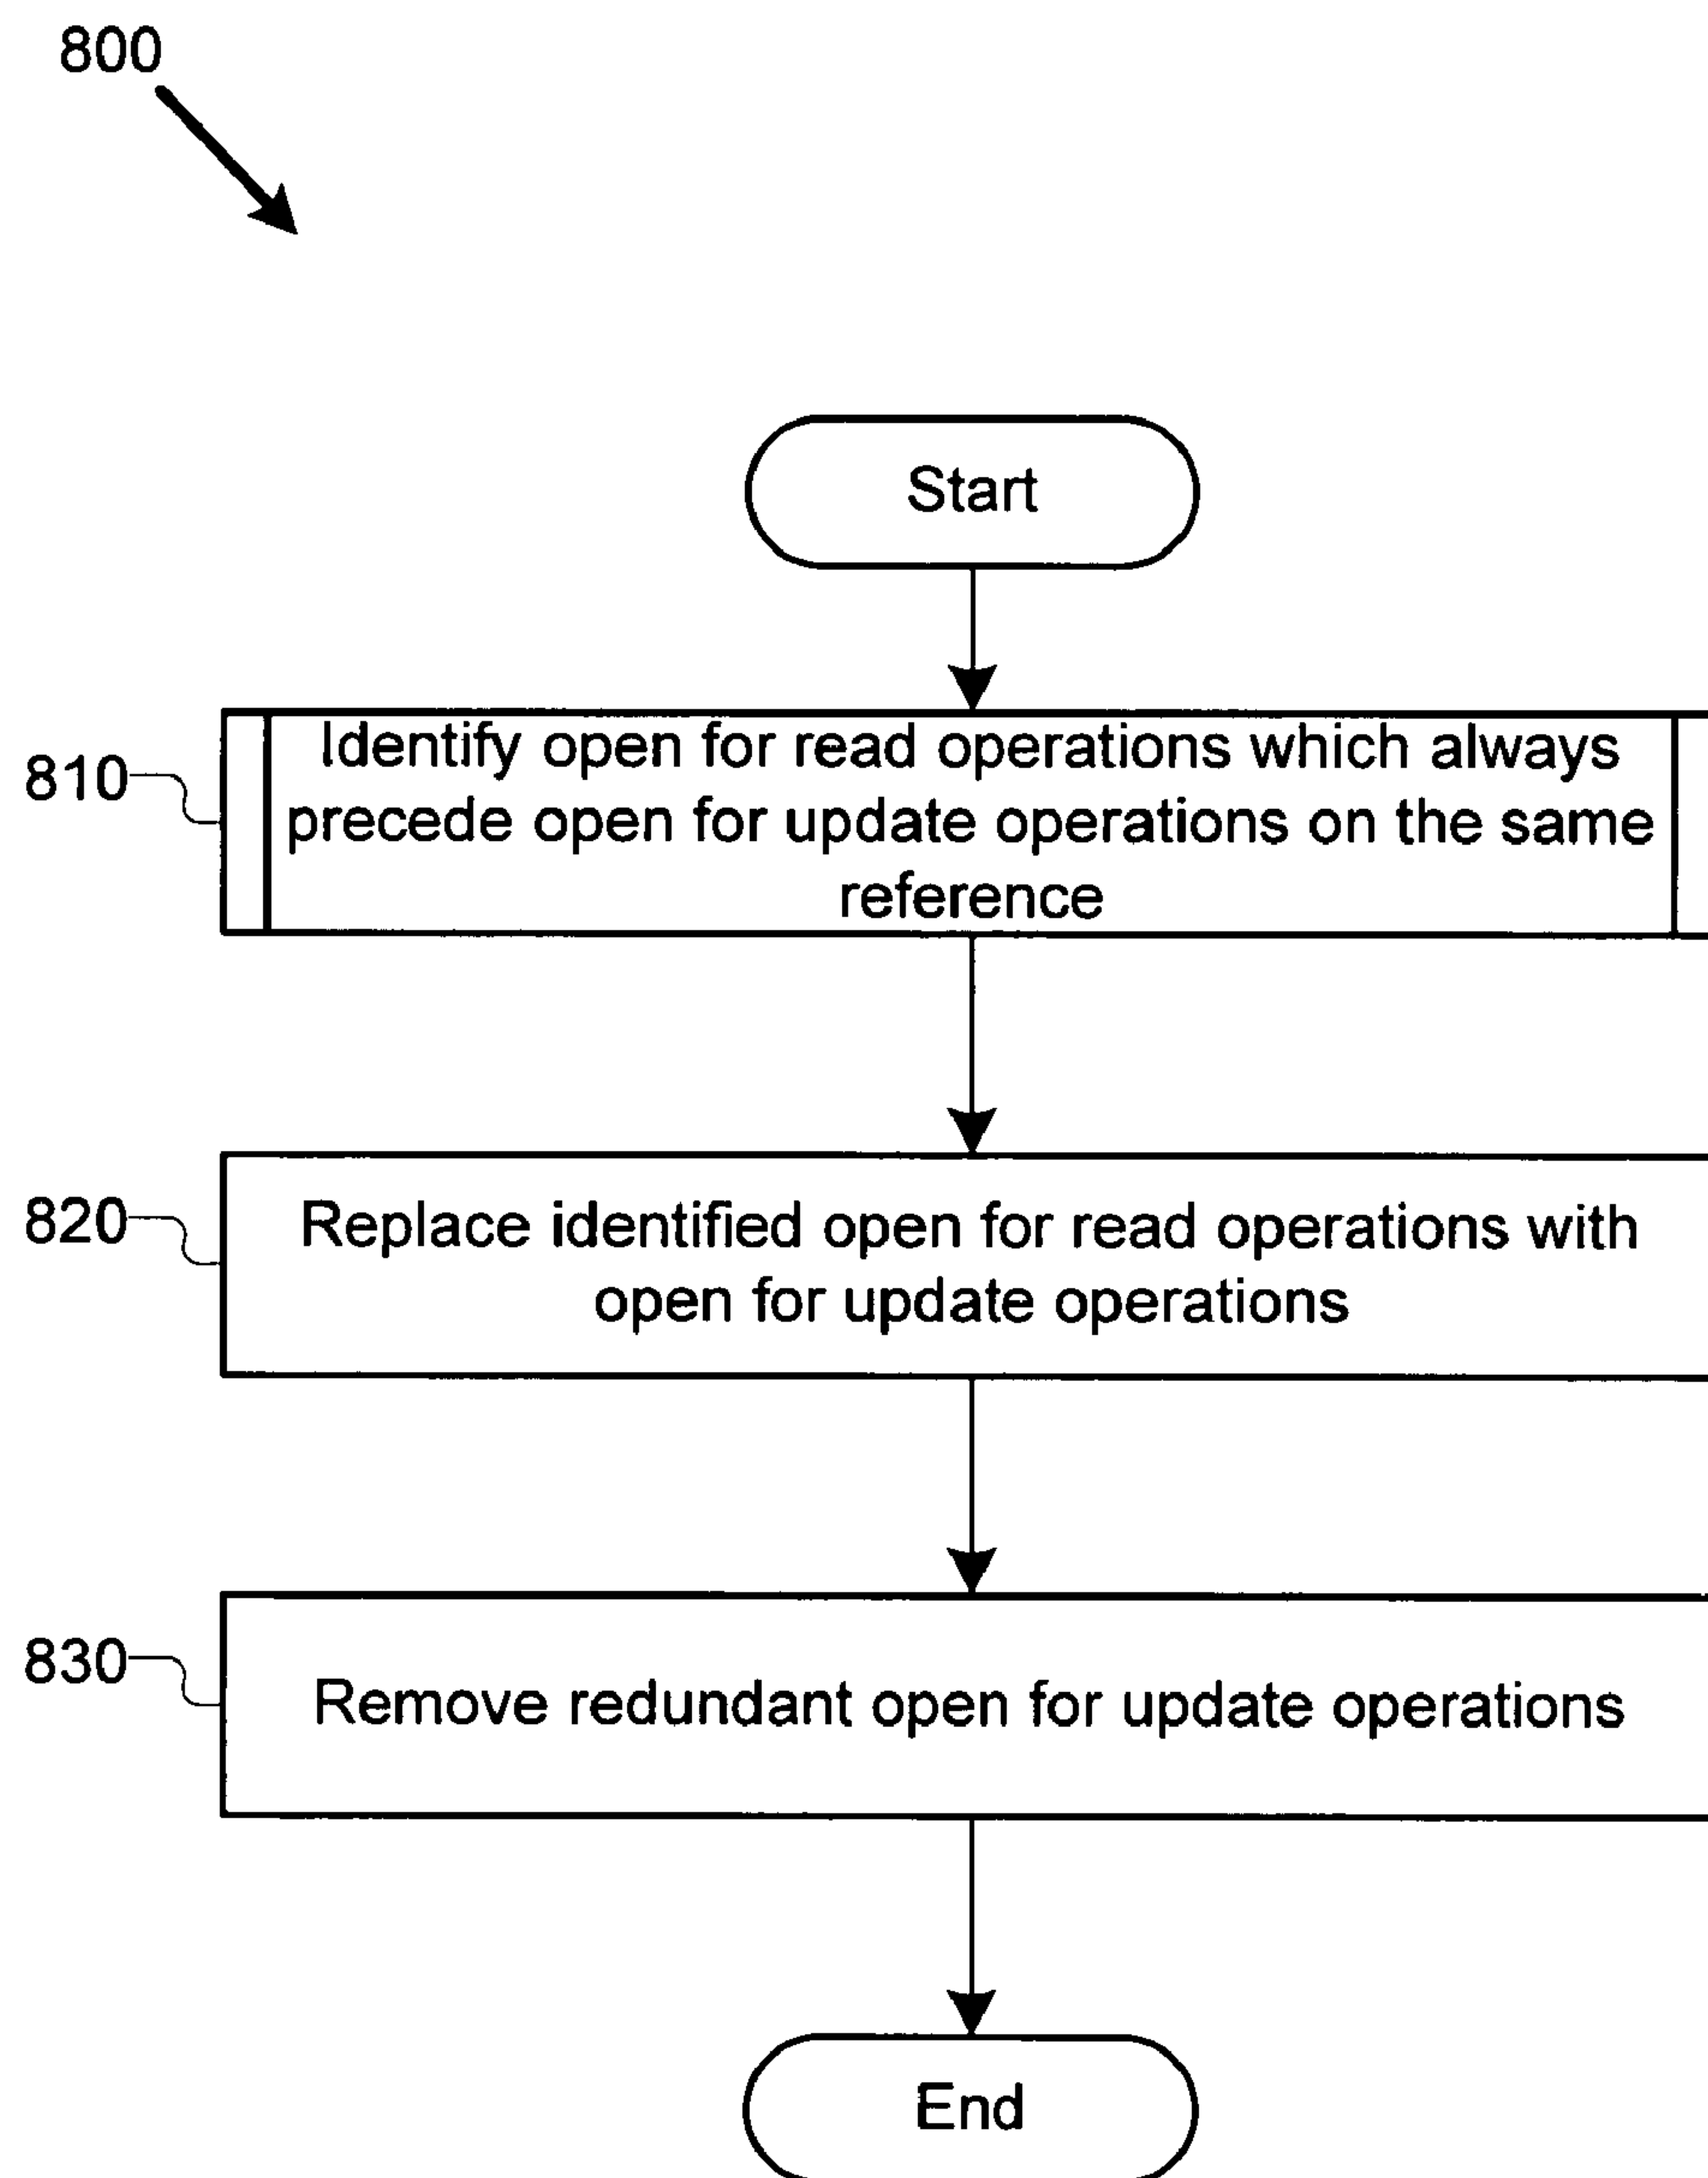 800
Start
810
Identify open for read operations which always
precede open for update operations on the same
reference
820
Replace identified open for read operations with
open for update operations
830
Remove redundant open for update operations
End